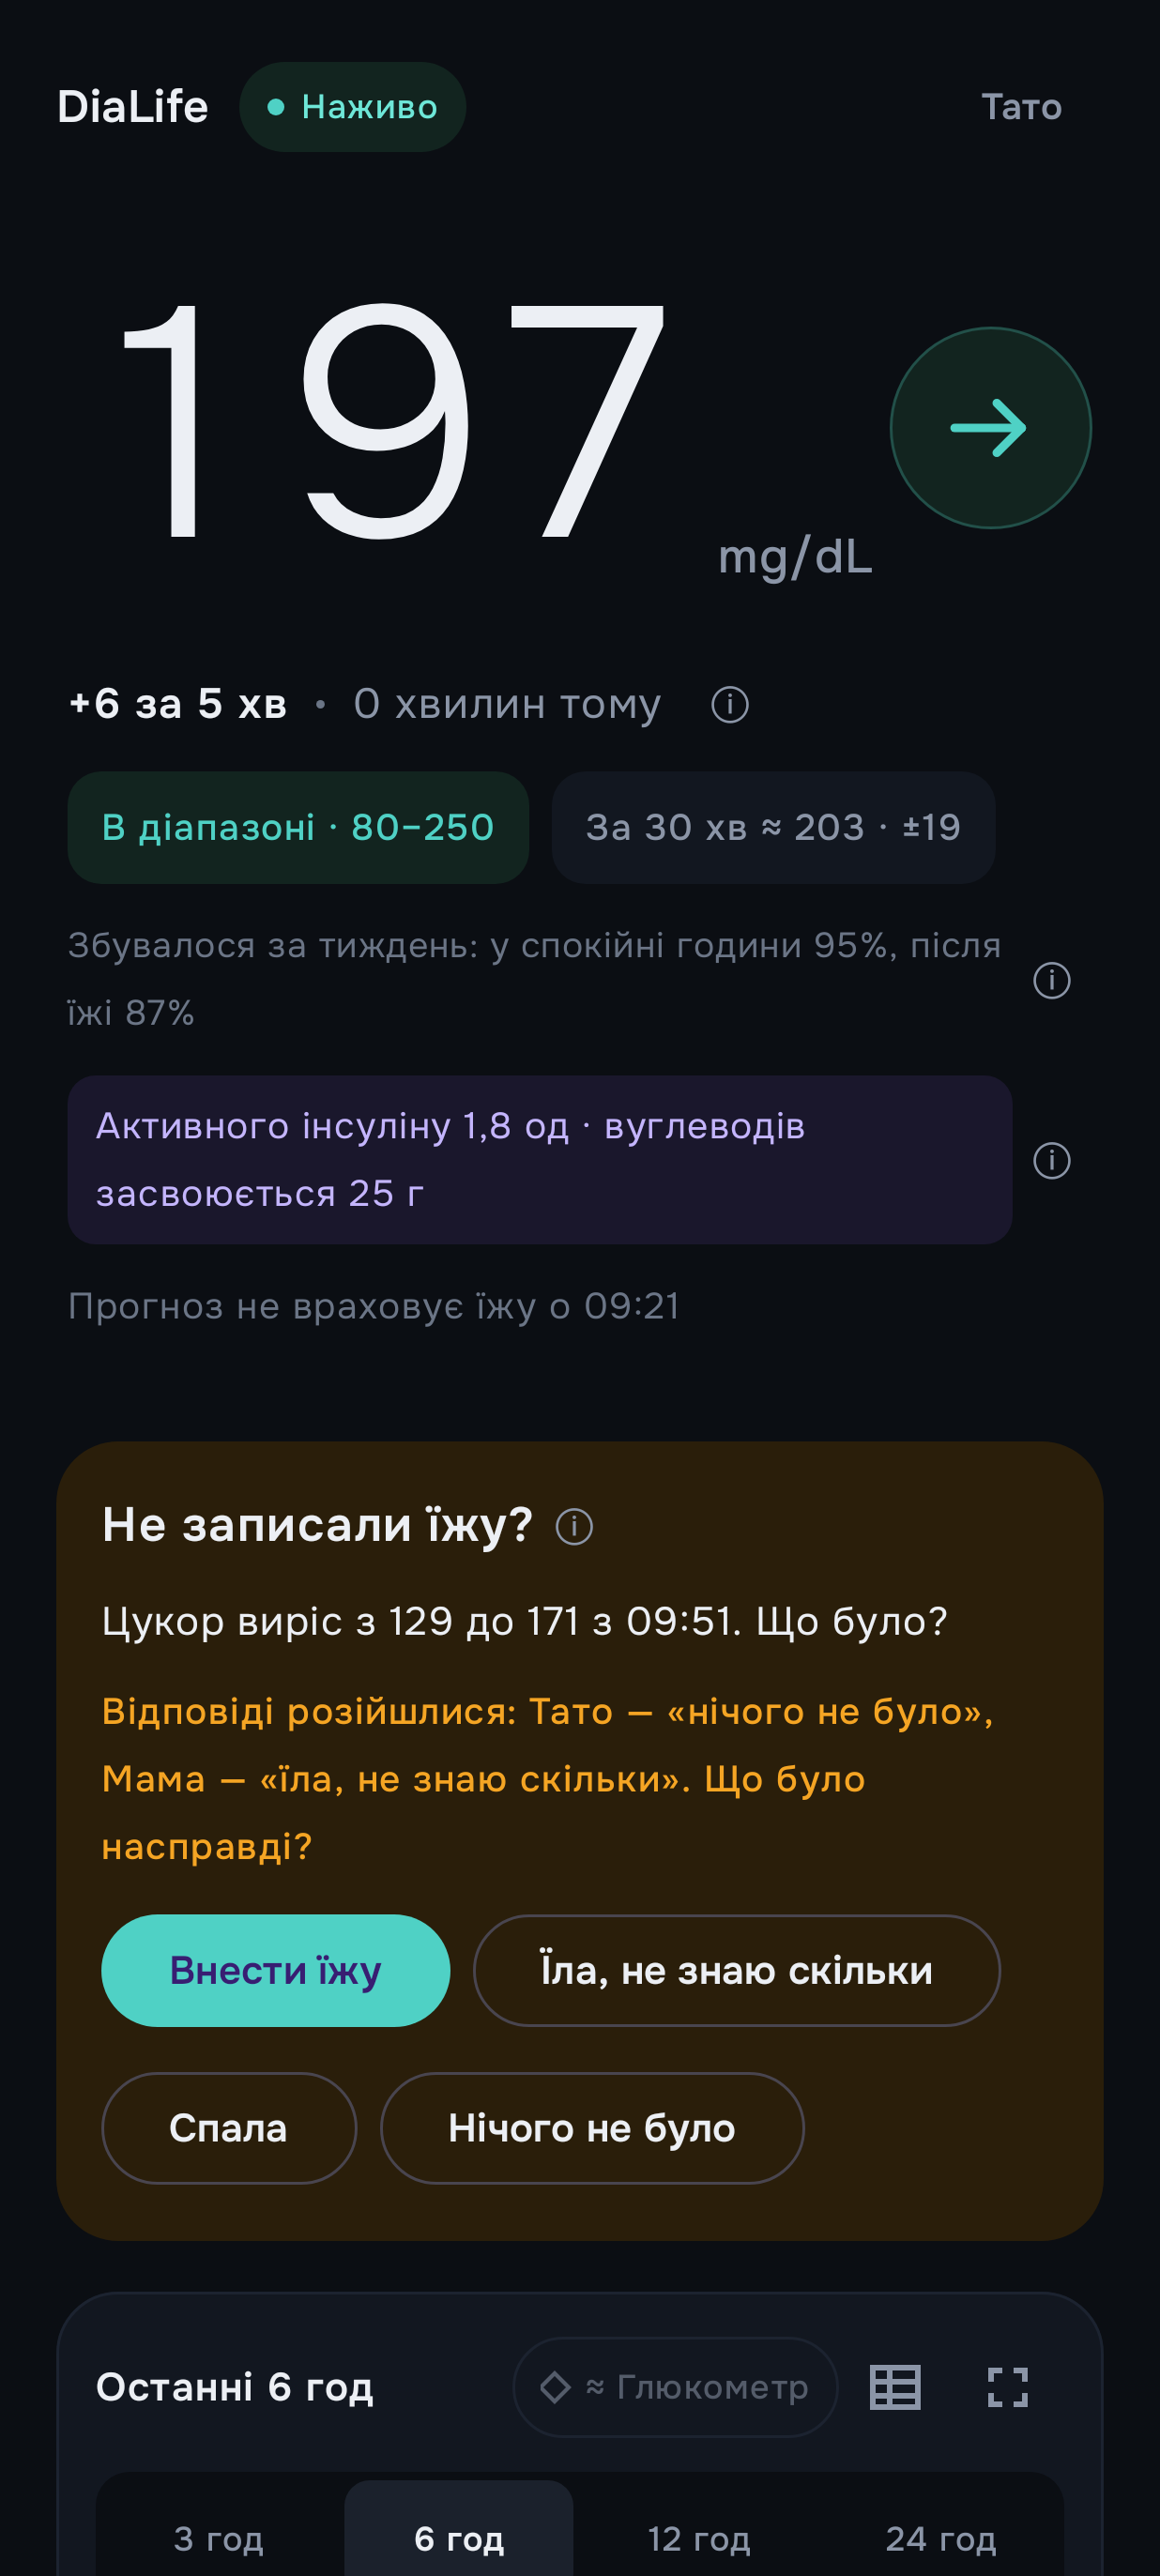 DiaLife
Наживо
Тато
197
mg/dL
+6 за 5 хв · 0 хвилин тому
В діапазоні · 80–250
За 30 хв ≈ 203 · ±19
Збувалося за тиждень: у спокійні години 95%, після
їжі 87%
Активного інсуліну 1,8 од · вуглеводів
засвоюється 25 г
Прогноз не враховує їжу о 09:21
Не записали їжу?
Цукор виріс з 129 до 171 з 09:51. Що було?
Відповіді розійшлися: Тато — «нічого не було»,
Мама — «їла, не знаю скільки». Що було
насправді?
Внести їжу
Їла, не знаю скільки
Спала
Нічого не було
Останні 6 год
≈ Глюкометр
3 год
6 год
12 год
24 год